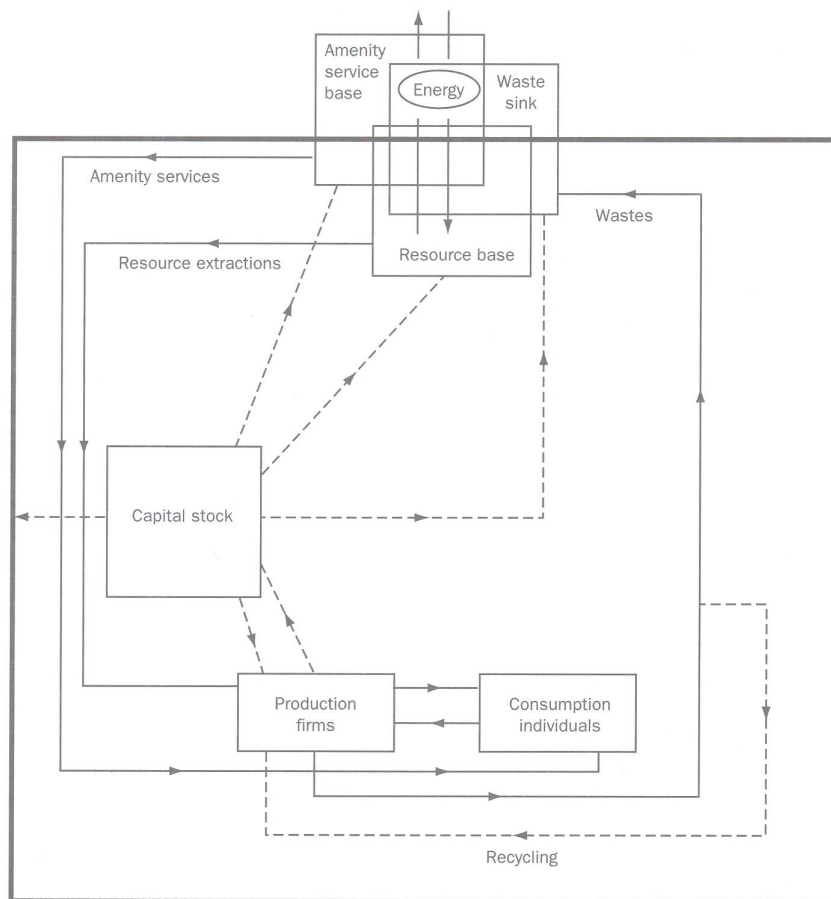 Amenity
service
base
Energy
Waste
sink
Amenity services
Wastes
Resource base
Resource extractions
Capital stock
Production
firms
Consumption
individuals
Recycling